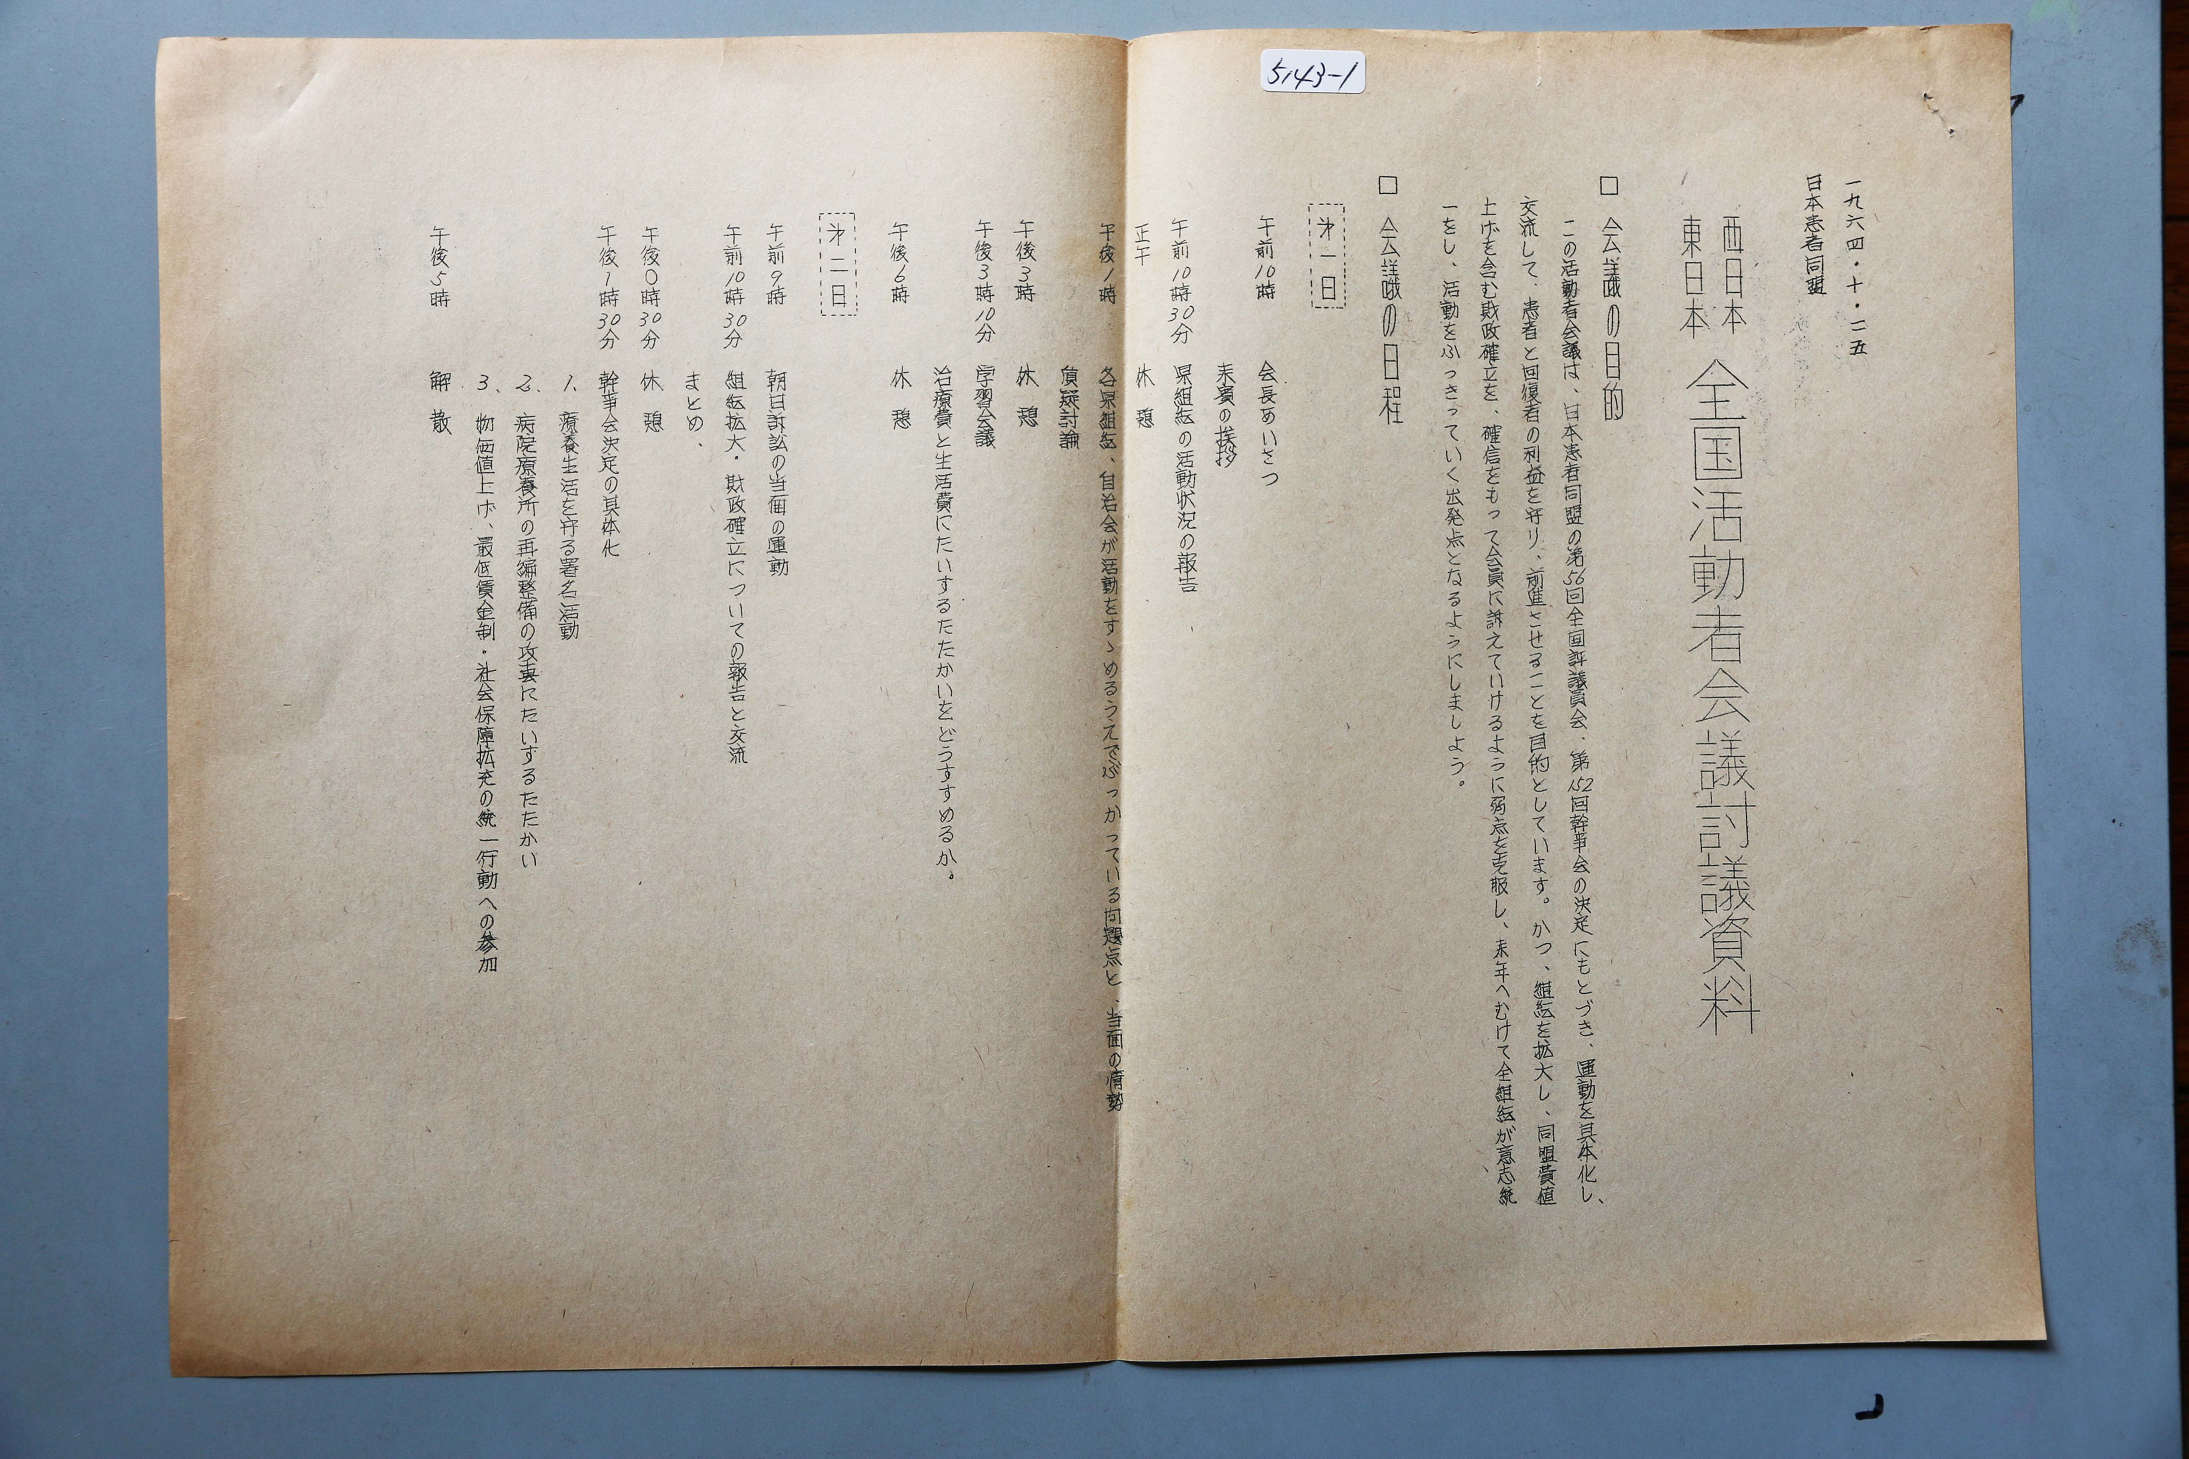 5143-1
一九六四・十・二五
日本患者同盟
西日本
東日本
全国活動者会議討議資料
□ 会議の目的
この活動者会議は、日本患者同盟の第56回全国評議員会、第152回幹事会の決定にもとづき、運動を具体化し、
交流して、患者と回復者の利益を守り、前進させることを目的としています。かつ、組織を拡大し、同盟費値
上げを含む財政確立を、確信をもって会員に訴えていけるように弱点を克服し、来年へむけて全組織が意志統
一をし、活動をぶっきっていく出発点となるようにしましよう。
□ 会議の日程
第一日
午前10時 会長あいさつ
来賓の挨拶
午前10時30分 県組織の活動状況の報告
正午 休憩
午後1時 各県組織、自治会が活動をすゝめるうえでぶつかっている問題点と、当面の情勢
質疑討論
午後3時 休憩
午後3時10分 学習会議
治療費と生活費にたいするたたかいをどうすすめるか。
午後6時 休憩
第二日
午前9時 朝日訴訟の当面の運動
午前10時30分 組織拡大・財政確立についての報告と交流
まとめ、
午後0時30分 休憩
午後1時30分 幹事会決定の具体化
1、療養生活を守る署名活動
2、病院療養所の再編整備の攻撃にたいするたたかい
3、物価値上げ、最低賃金制・社会保障拡充の統一行動への参加
午後5時 解散